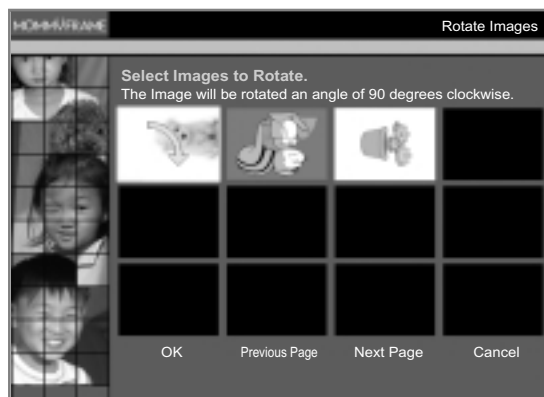 MOMMYFRAME
Rotate Images
Select Images to Rotate.
The Image will be rotated an angle of 90 degrees clockwise.
OK Previous Page Next Page Cancel